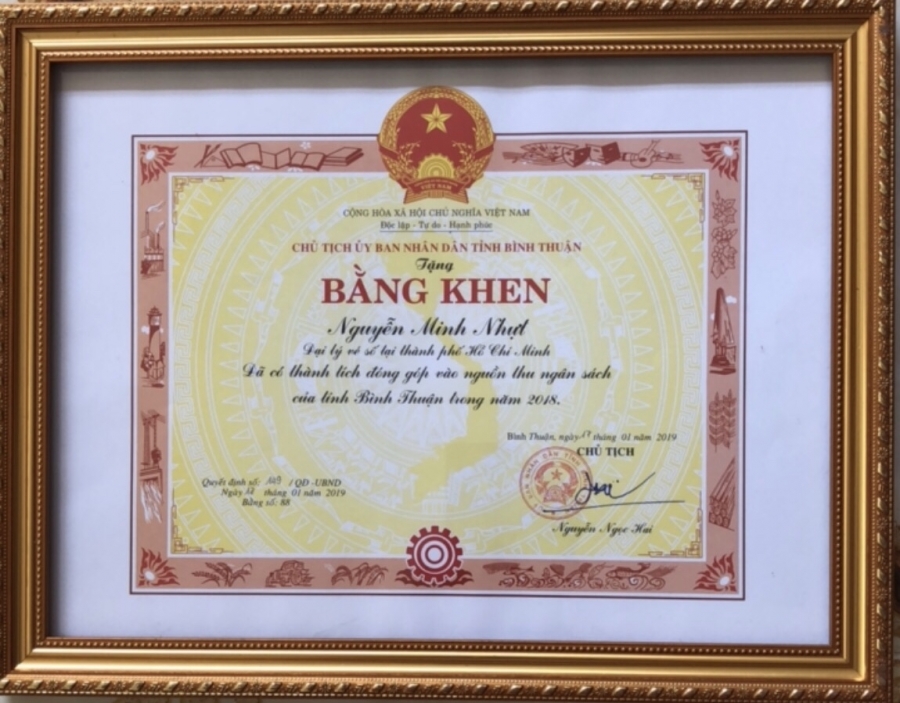 VIỆT NAM
CỘNG HÒA XÃ HỘI CHỦ NGHĨA VIỆT NAM
Độc lập - Tự do - Hạnh phúc
CHỦ TỊCH ỦY BAN NHÂN DÂN TỈNH BÌNH THUẬN
Tặng
BẰNG KHEN
Nguyễn Minh Nhựt
Đại lý vé số tại thành phố Hồ Chí Minh
Đã có thành tích đóng góp vào nguồn thu ngân sách
của tỉnh Bình Thuận trong năm 2018.
Bình Thuận, ngày tháng 01 năm 2019
CHỦ TỊCH
Quyết định số: / QĐ-UBND
Ngày tháng 01 năm 2019
Bằng số: 88
Nguyễn Ngọc Hai